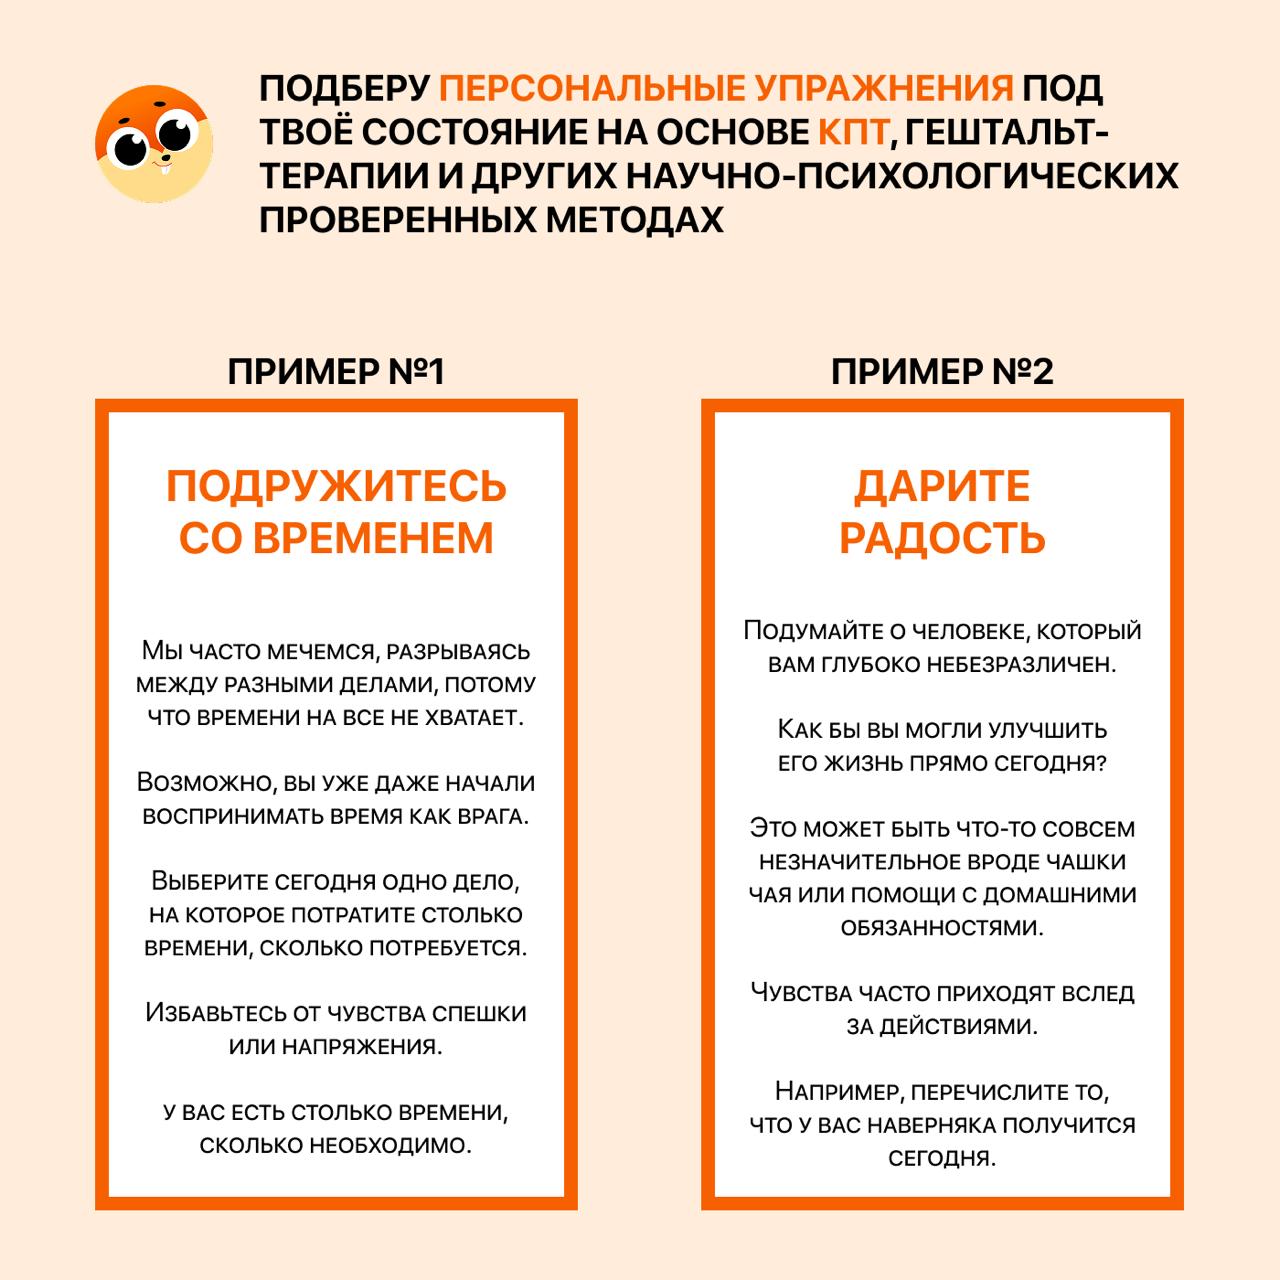 ПОДБЕРУ ПЕРСОНАЛЬНЫЕ УПРАЖНЕНИЯ ПОД
ТВОЁ СОСТОЯНИЕ НА ОСНОВЕ КПТ, ГЕШТАЛЬТ-
ТЕРАПИИ И ДРУГИХ НАУЧНО-ПСИХОЛОГИЧЕСКИХ
ПРОВЕРЕННЫХ МЕТОДАХ
ПРИМЕР №1
ПОДРУЖИТЕСЬ
СО ВРЕМЕНЕМ
Мы часто мечемся, разрываясь
между разными делами, потому
что времени на все не хватает.
Возможно, вы уже даже начали
воспринимать время как врага.
Выберите сегодня одно дело,
на которое потратите столько
времени, сколько потребуется.
Избавьтесь от чувства спешки
или напряжения.
у вас есть столько времени,
сколько необходимо.
ПРИМЕР №2
ДАРИТЕ
РАДОСТЬ
Подумайте о человеке, который
вам глубоко небезразличен.
Как бы вы могли улучшить
его жизнь прямо сегодня?
Это может быть что-то совсем
незначительное вроде чашки
чая или помощи с домашними
обязанностями.
Чувства часто приходят вслед
за действиями.
Например, перечислите то,
что у вас наверняка получится
сегодня.